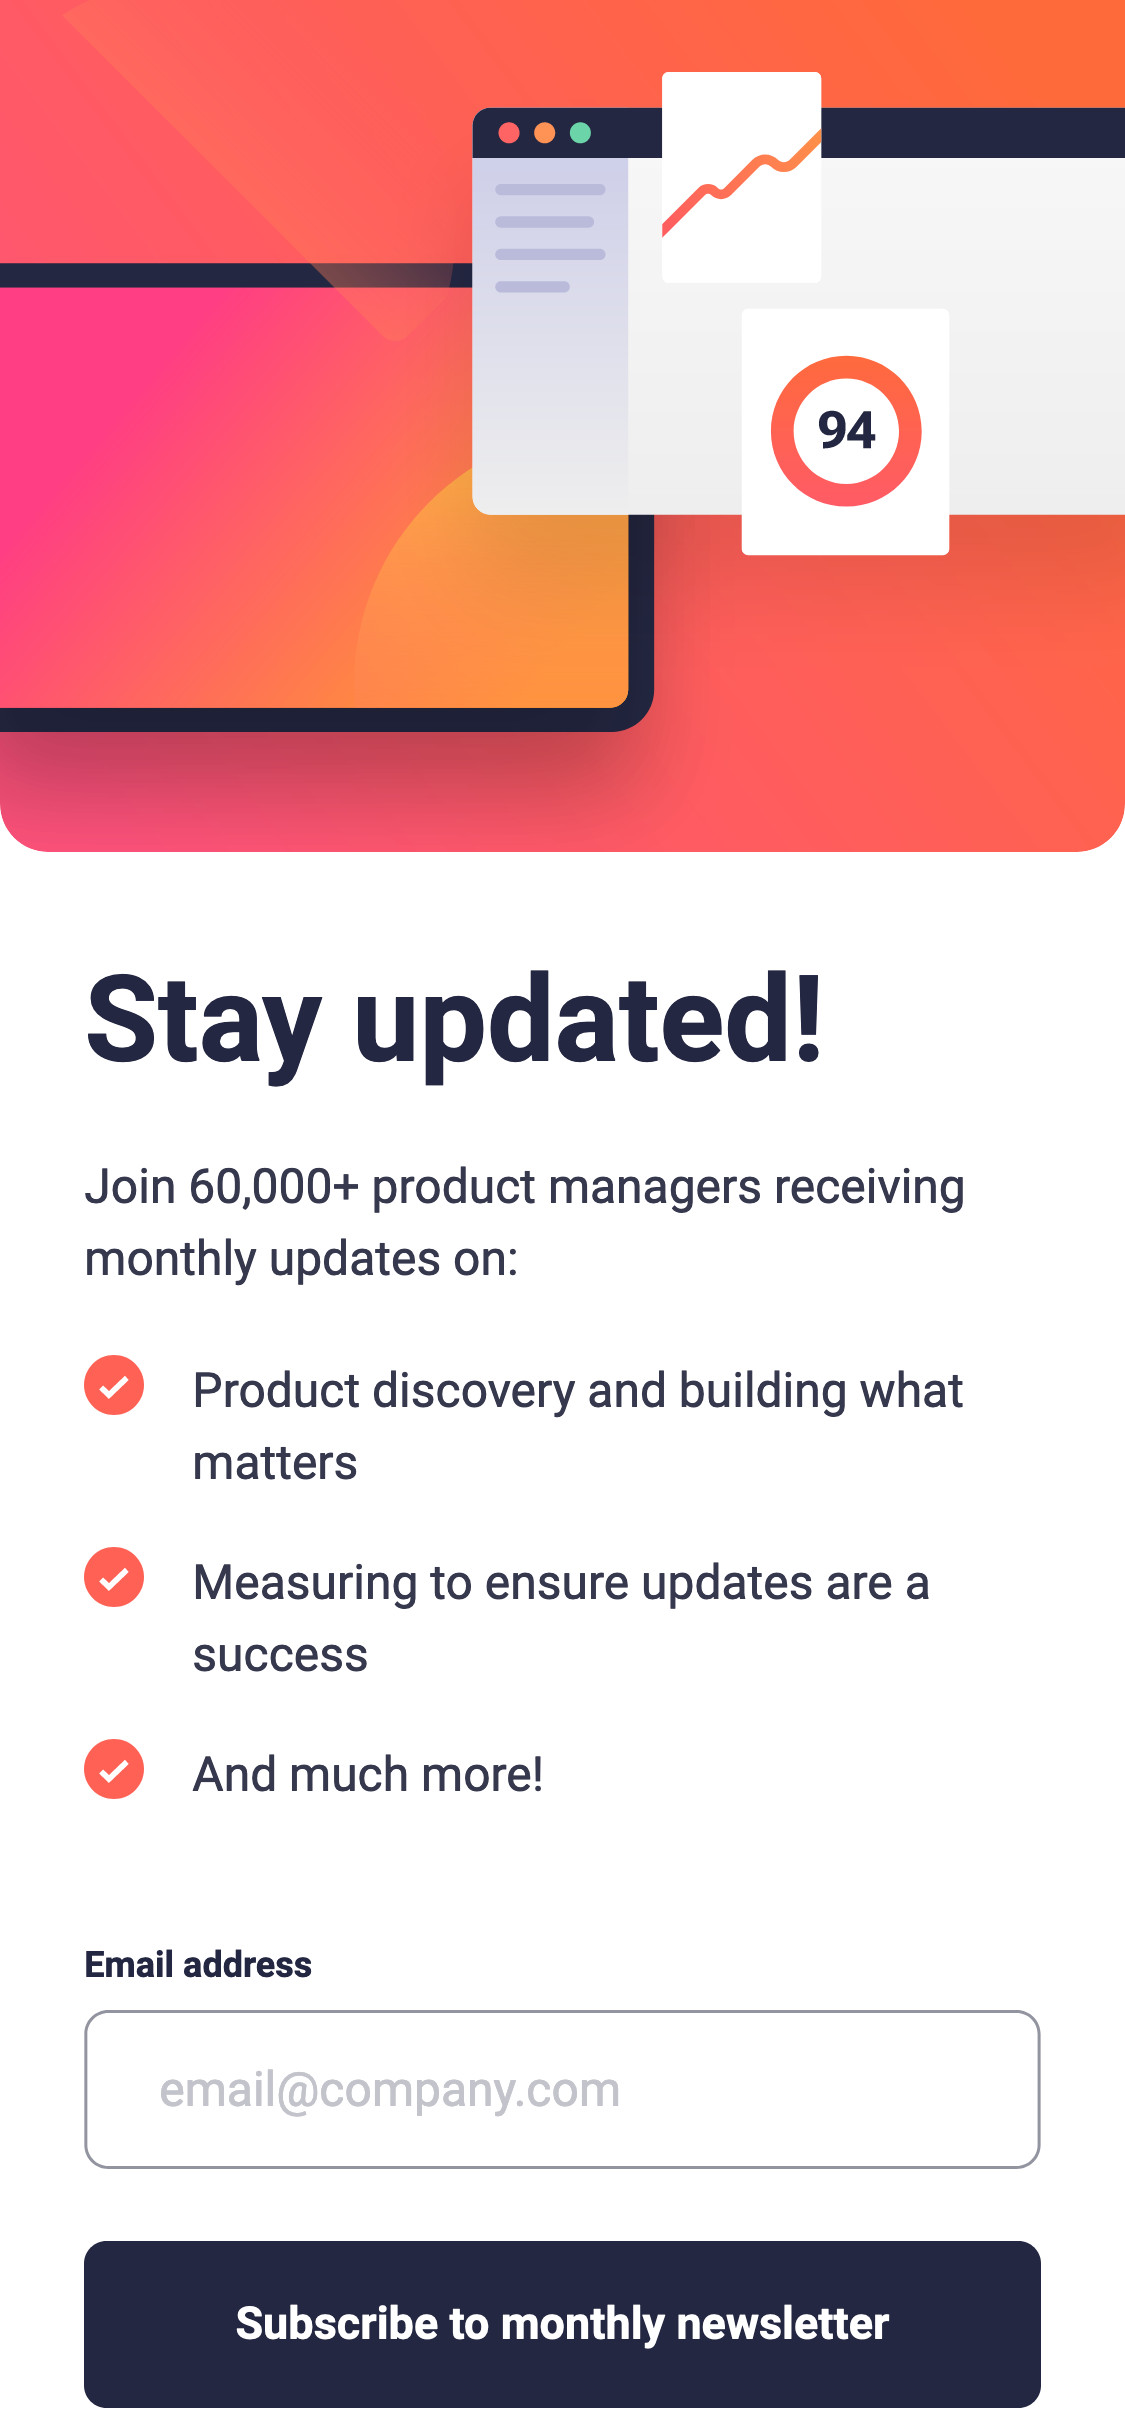 94
Stay updated!
Join 60,000+ product managers receiving
monthly updates on:
Product discovery and building what
matters
Measuring to ensure updates are a
success
And much more!
Email address
email@company.com
Subscribe to monthly newsletter